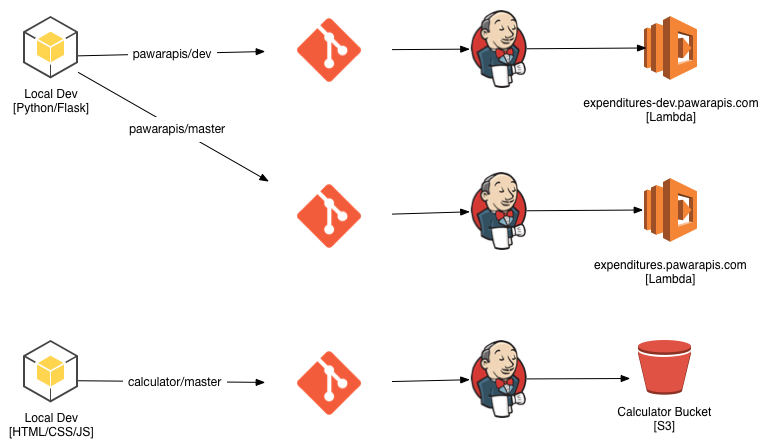 pawarapis/dev
Local Dev
[Python/Flask]
expenditures-dev.pawarapis.com
[Lambda]
pawarapis/master
expenditures.pawarapis.com
[Lambda]
calculator/master
Local Dev
[HTML/CSS/JS]
Calculator Bucket
[S3]